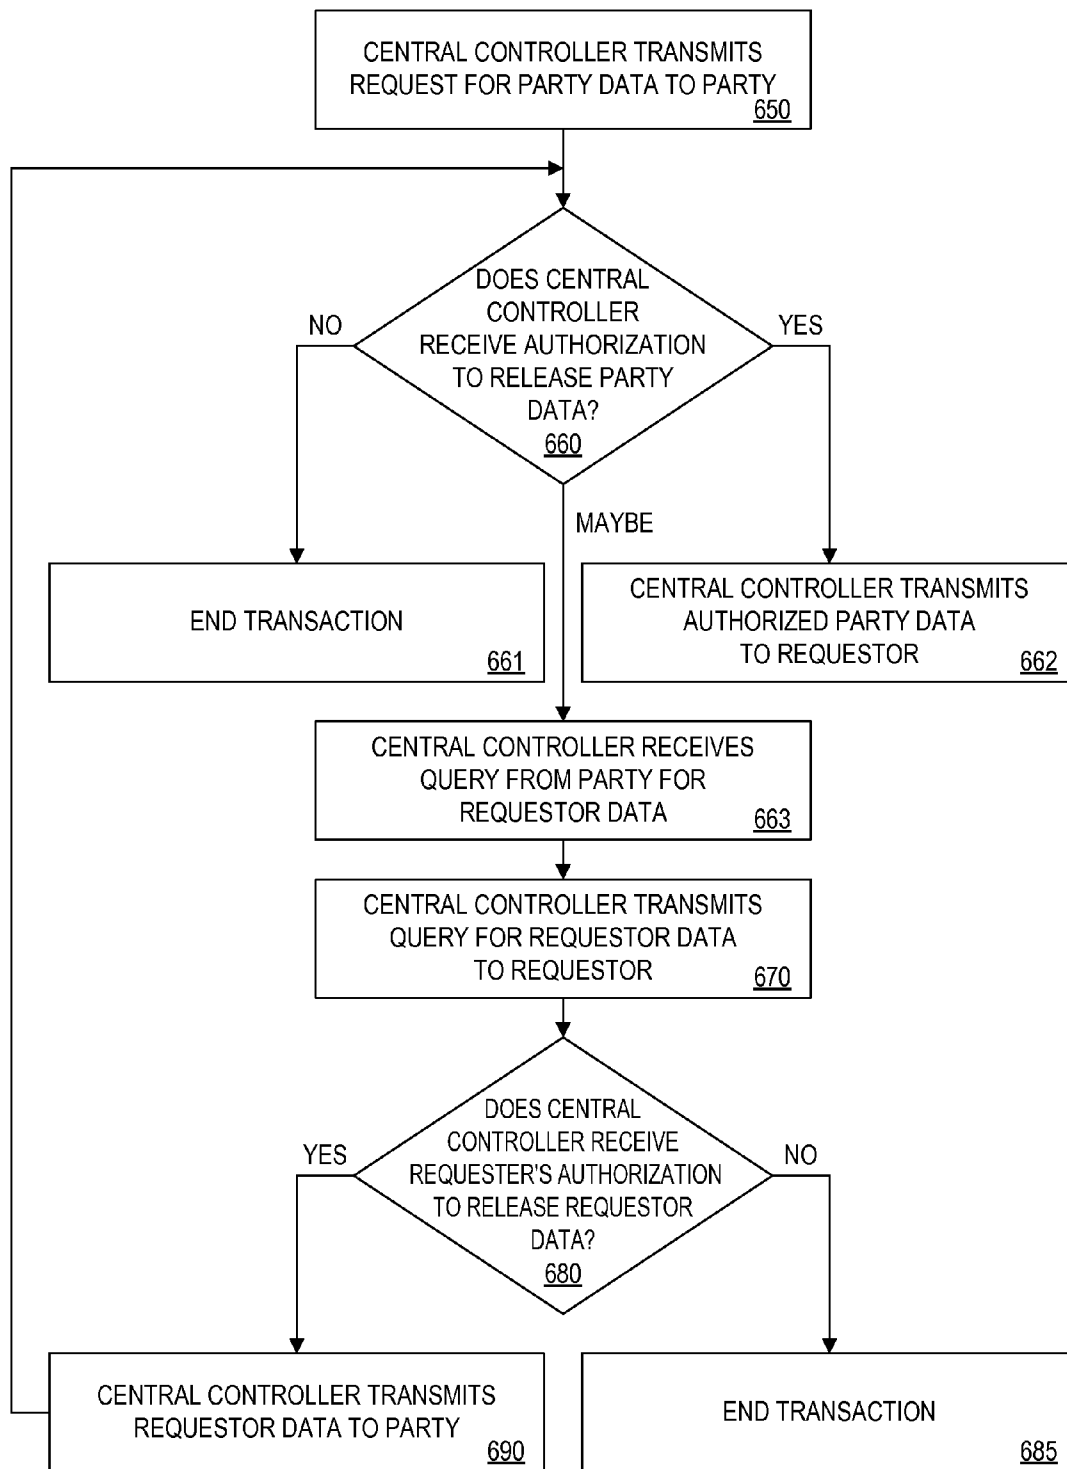 CENTRAL CONTROLLER TRANSMITS
REQUEST FOR PARTY DATA TO PARTY
650
DOES CENTRAL
CONTROLLER
RECEIVE AUTHORIZATION
TO RELEASE PARTY
DATA?
660
NO
YES
MAYBE
END TRANSACTION
661
CENTRAL CONTROLLER TRANSMITS
AUTHORIZED PARTY DATA
TO REQUESTOR
662
CENTRAL CONTROLLER RECEIVES
QUERY FROM PARTY FOR
REQUESTOR DATA
663
CENTRAL CONTROLLER TRANSMITS
QUERY FOR REQUESTOR DATA
TO REQUESTOR
670
DOES CENTRAL
CONTROLLER RECEIVE
REQUESTER'S AUTHORIZATION
TO RELEASE REQUESTOR
DATA?
680
YES
NO
CENTRAL CONTROLLER TRANSMITS
REQUESTOR DATA TO PARTY
690
END TRANSACTION
685